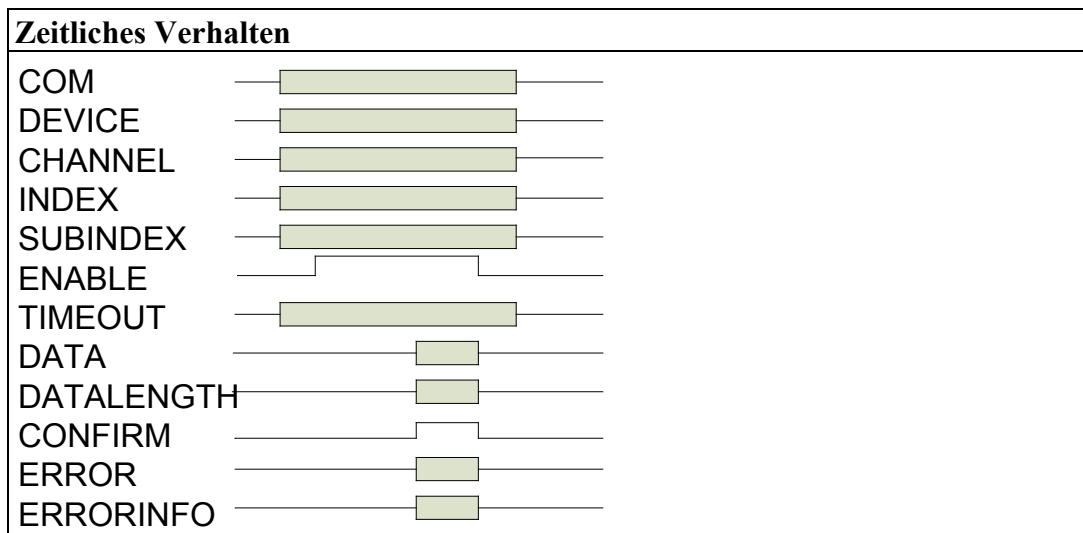 Zeitliches Verhalten
COM
DEVICE
CHANNEL
INDEX
SUBINDEX
ENABLE
TIMEOUT
DATA
DATALENGTH
CONFIRM
ERROR
ERRORINFO